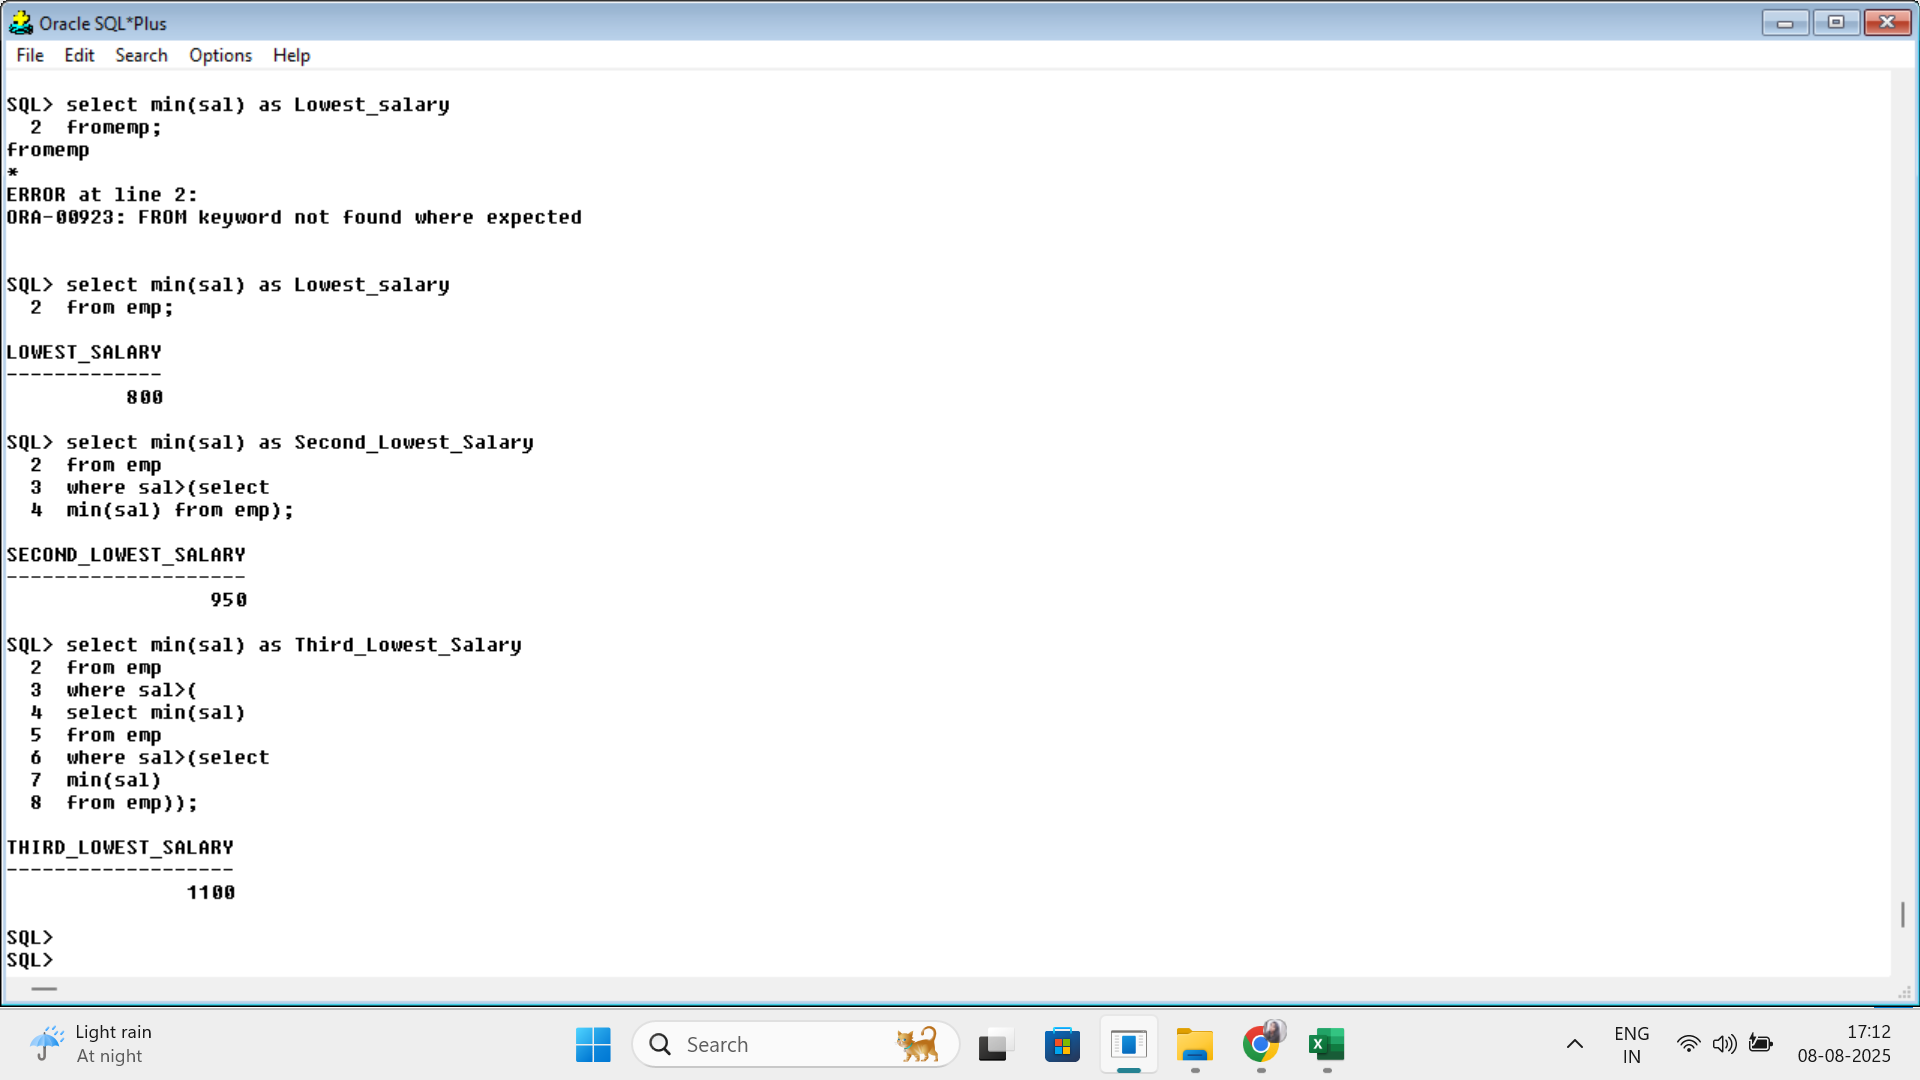 Oracle SQL*Plus
File Edit Search Options Help
SQL> select min(sal) as Lowest_salary
2 fromemp;
fromemp
*
ERROR at line 2:
ORA-00923: FROM keyword not found where expected
SQL> select min(sal) as Lowest_salary
2 from emp;
LOWEST_SALARY
-------------
800
SQL> select min(sal) as Second_Lowest_Salary
2 from emp
3 where sal>(select
4 min(sal) from emp);
SECOND_LOWEST_SALARY
--------------------
950
SQL> select min(sal) as Third_Lowest_Salary
2 from emp
3 where sal>(
4 select min(sal)
5 from emp
6 where sal>(select
7 min(sal)
8 from emp));
THIRD_LOWEST_SALARY
-------------------
1100
SQL>
SQL>
Light rain
At night
Search
X
ENG
IN
17:12
08-08-2025